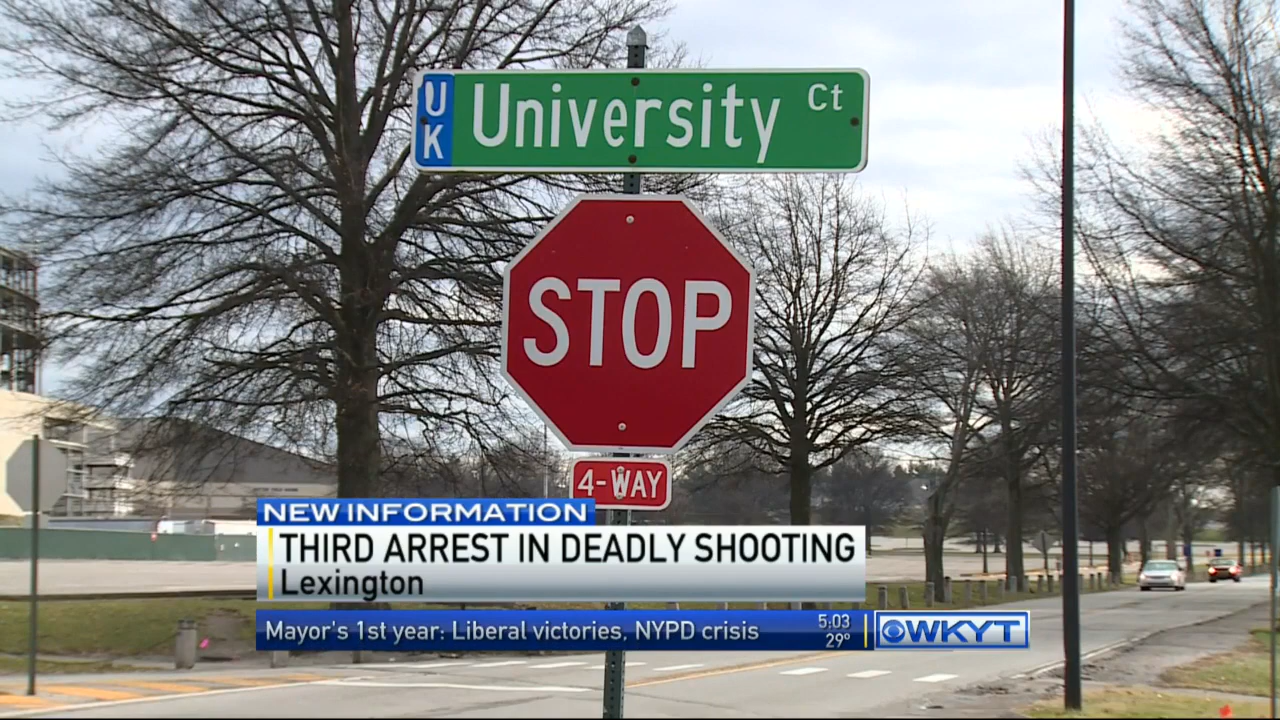 UK University Ct
STOP
4-WAY
NEW INFORMATION
THIRD ARREST IN DEADLY SHOOTING
Lexington
Mayor's 1st year: Liberal victories, NYPD crisis
5:03
29°
WKYT